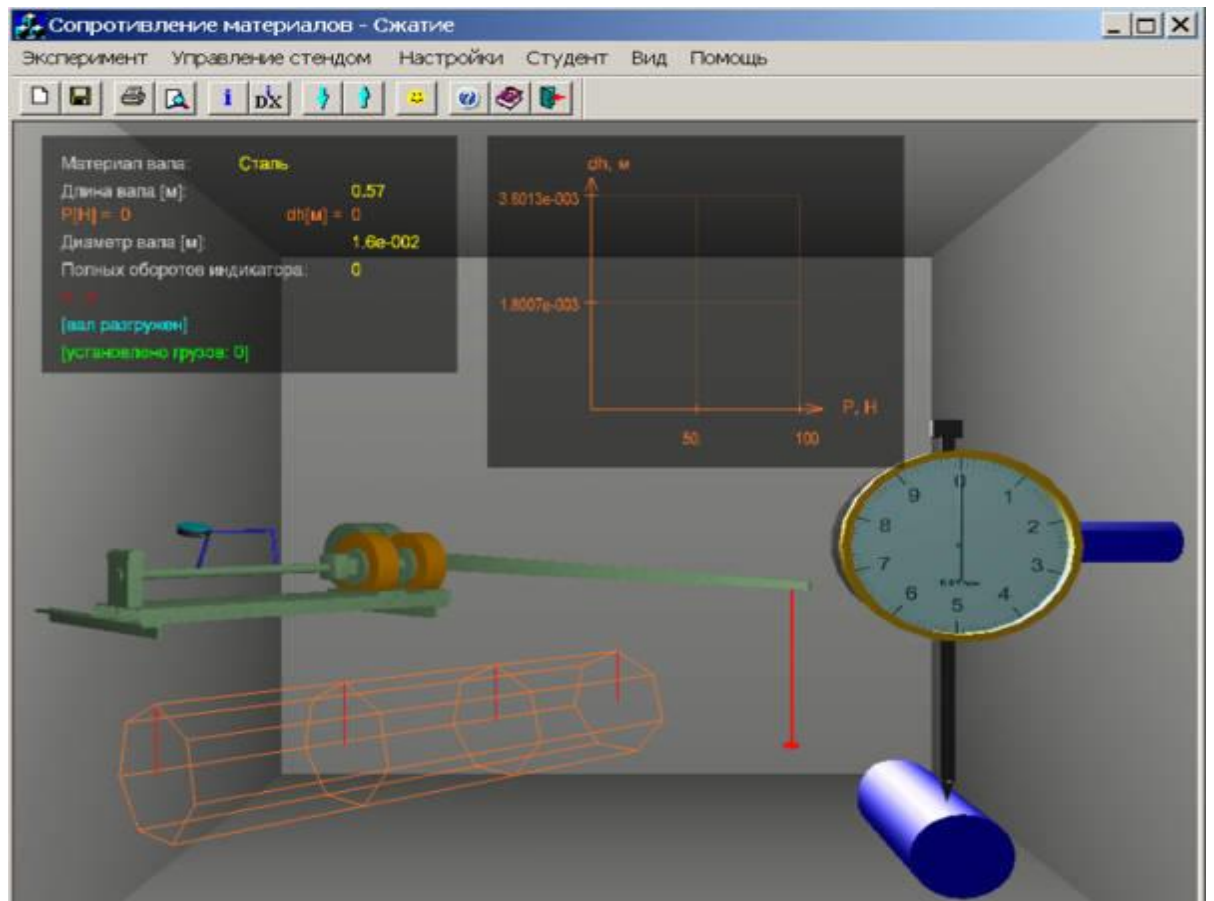 Сопротивление материалов - Сжатие
Эксперимент Управление стендом Настройки Студент Вид Помощь
i DX
Материал вала: Сталь
Длина вала [м]: 0.57
P[H] = 0 dh[м] = 0
Диаметр вала [м]: 1.6e-002
Полных оборотов индикатора: 0
[вал разгружен]
[установлено грузов: 0]
dh, м
3.6013e-003
1.8007e-003
P, H
50 100
0
9 1
8 2
7 3
6 4
5